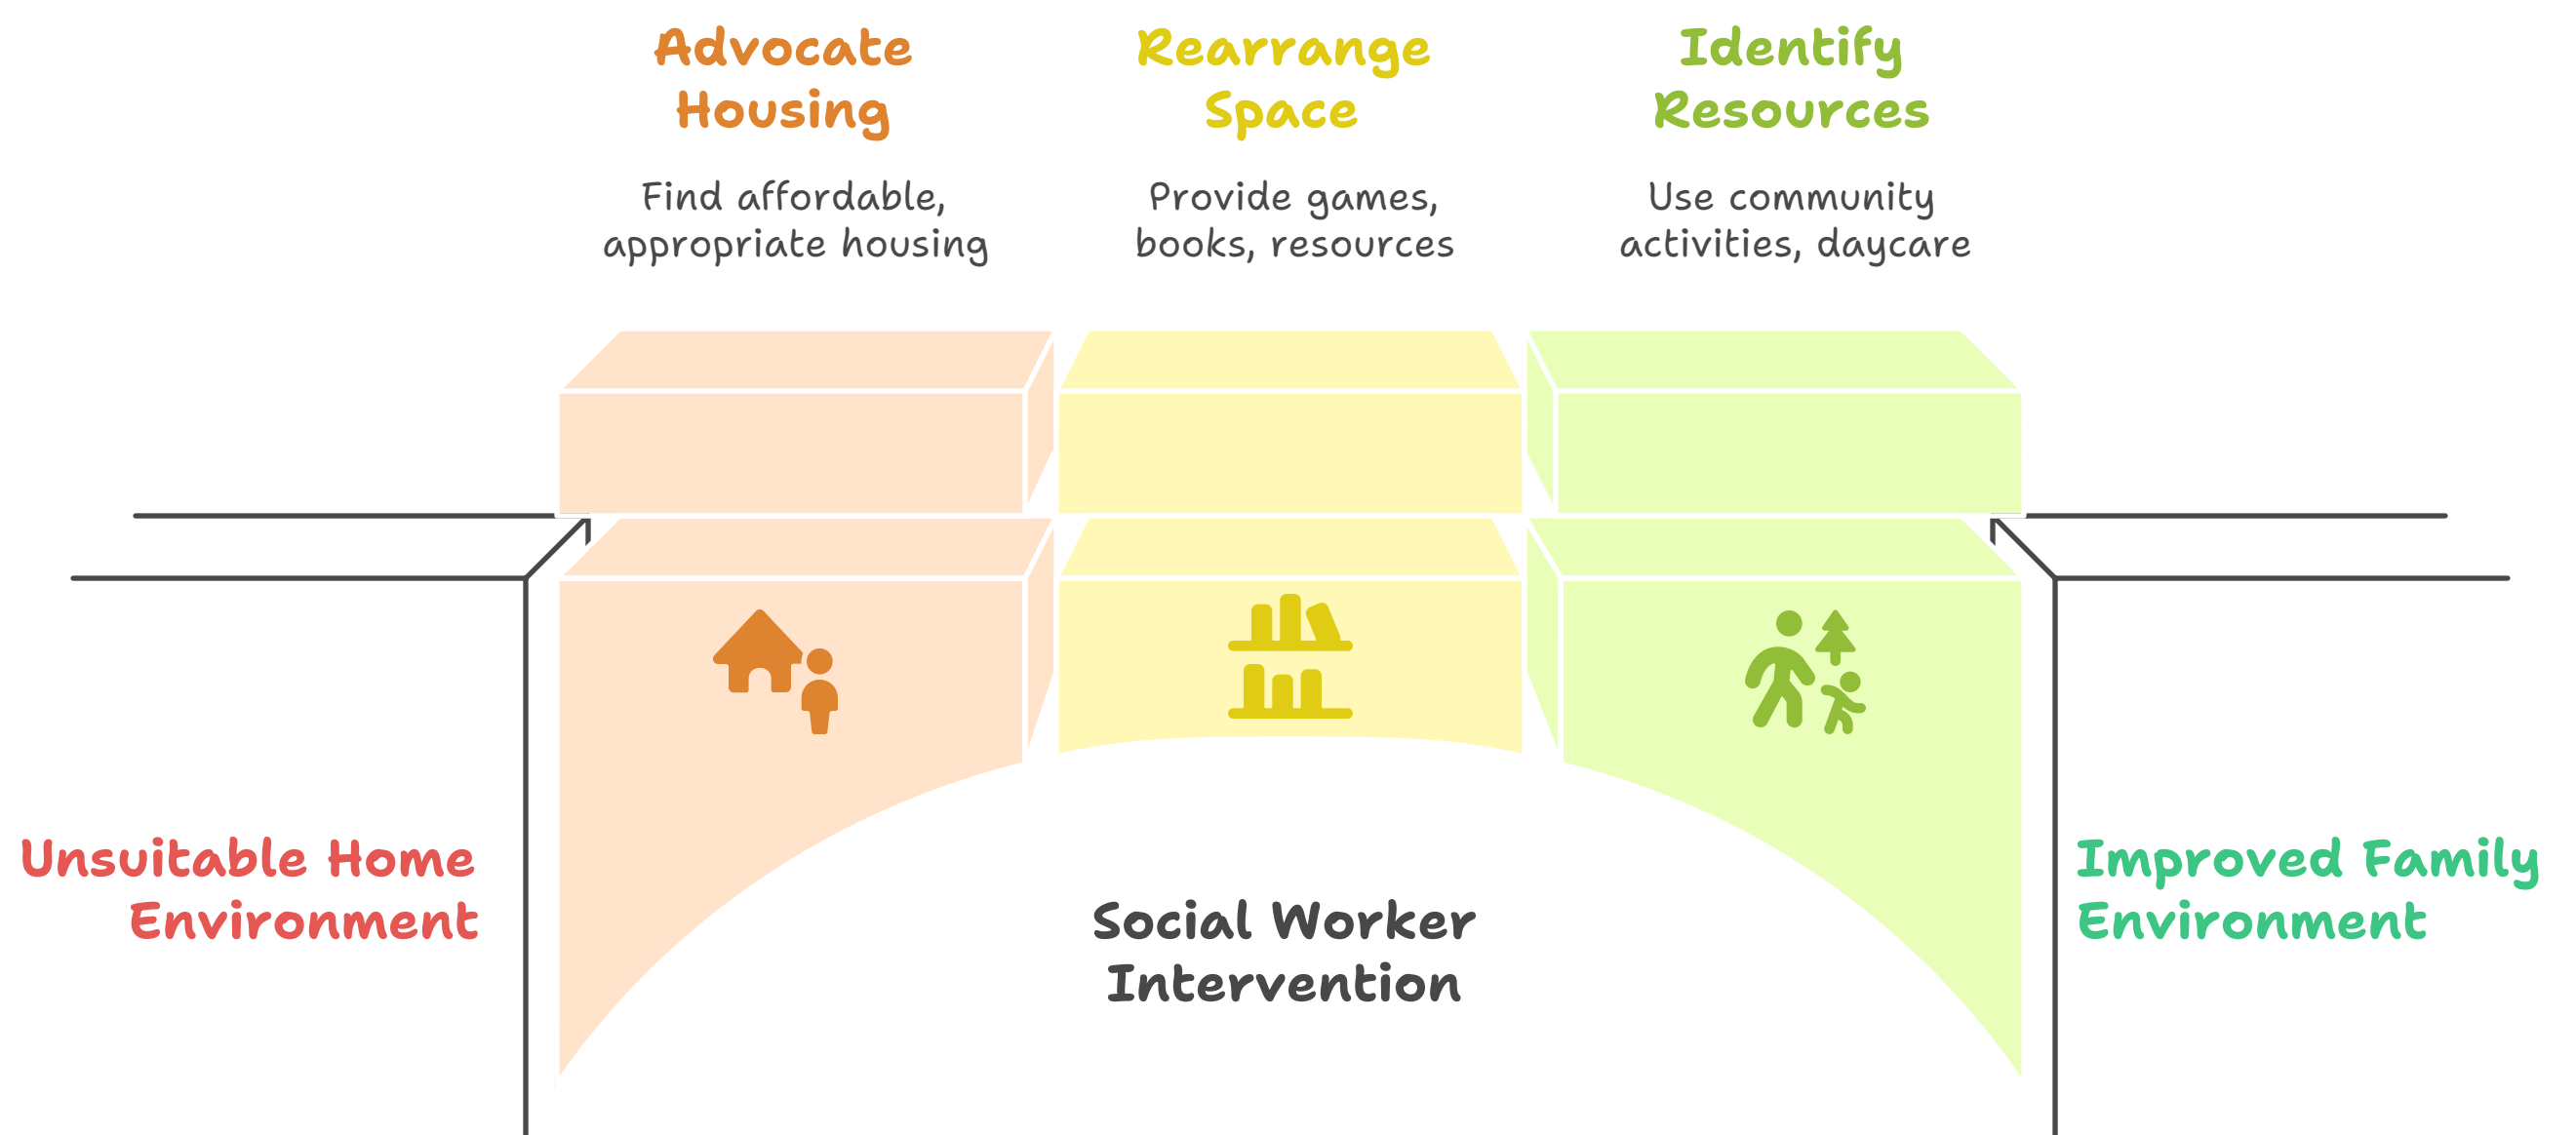 Advocate
Housing
Find affordable,
appropriate housing
Rearrange
Space
Provide games,
books, resources
Identify
Resources
Use community
activities, daycare
Unsuitable Home
Environment
Social Worker
Intervention
Improved Family
Environment